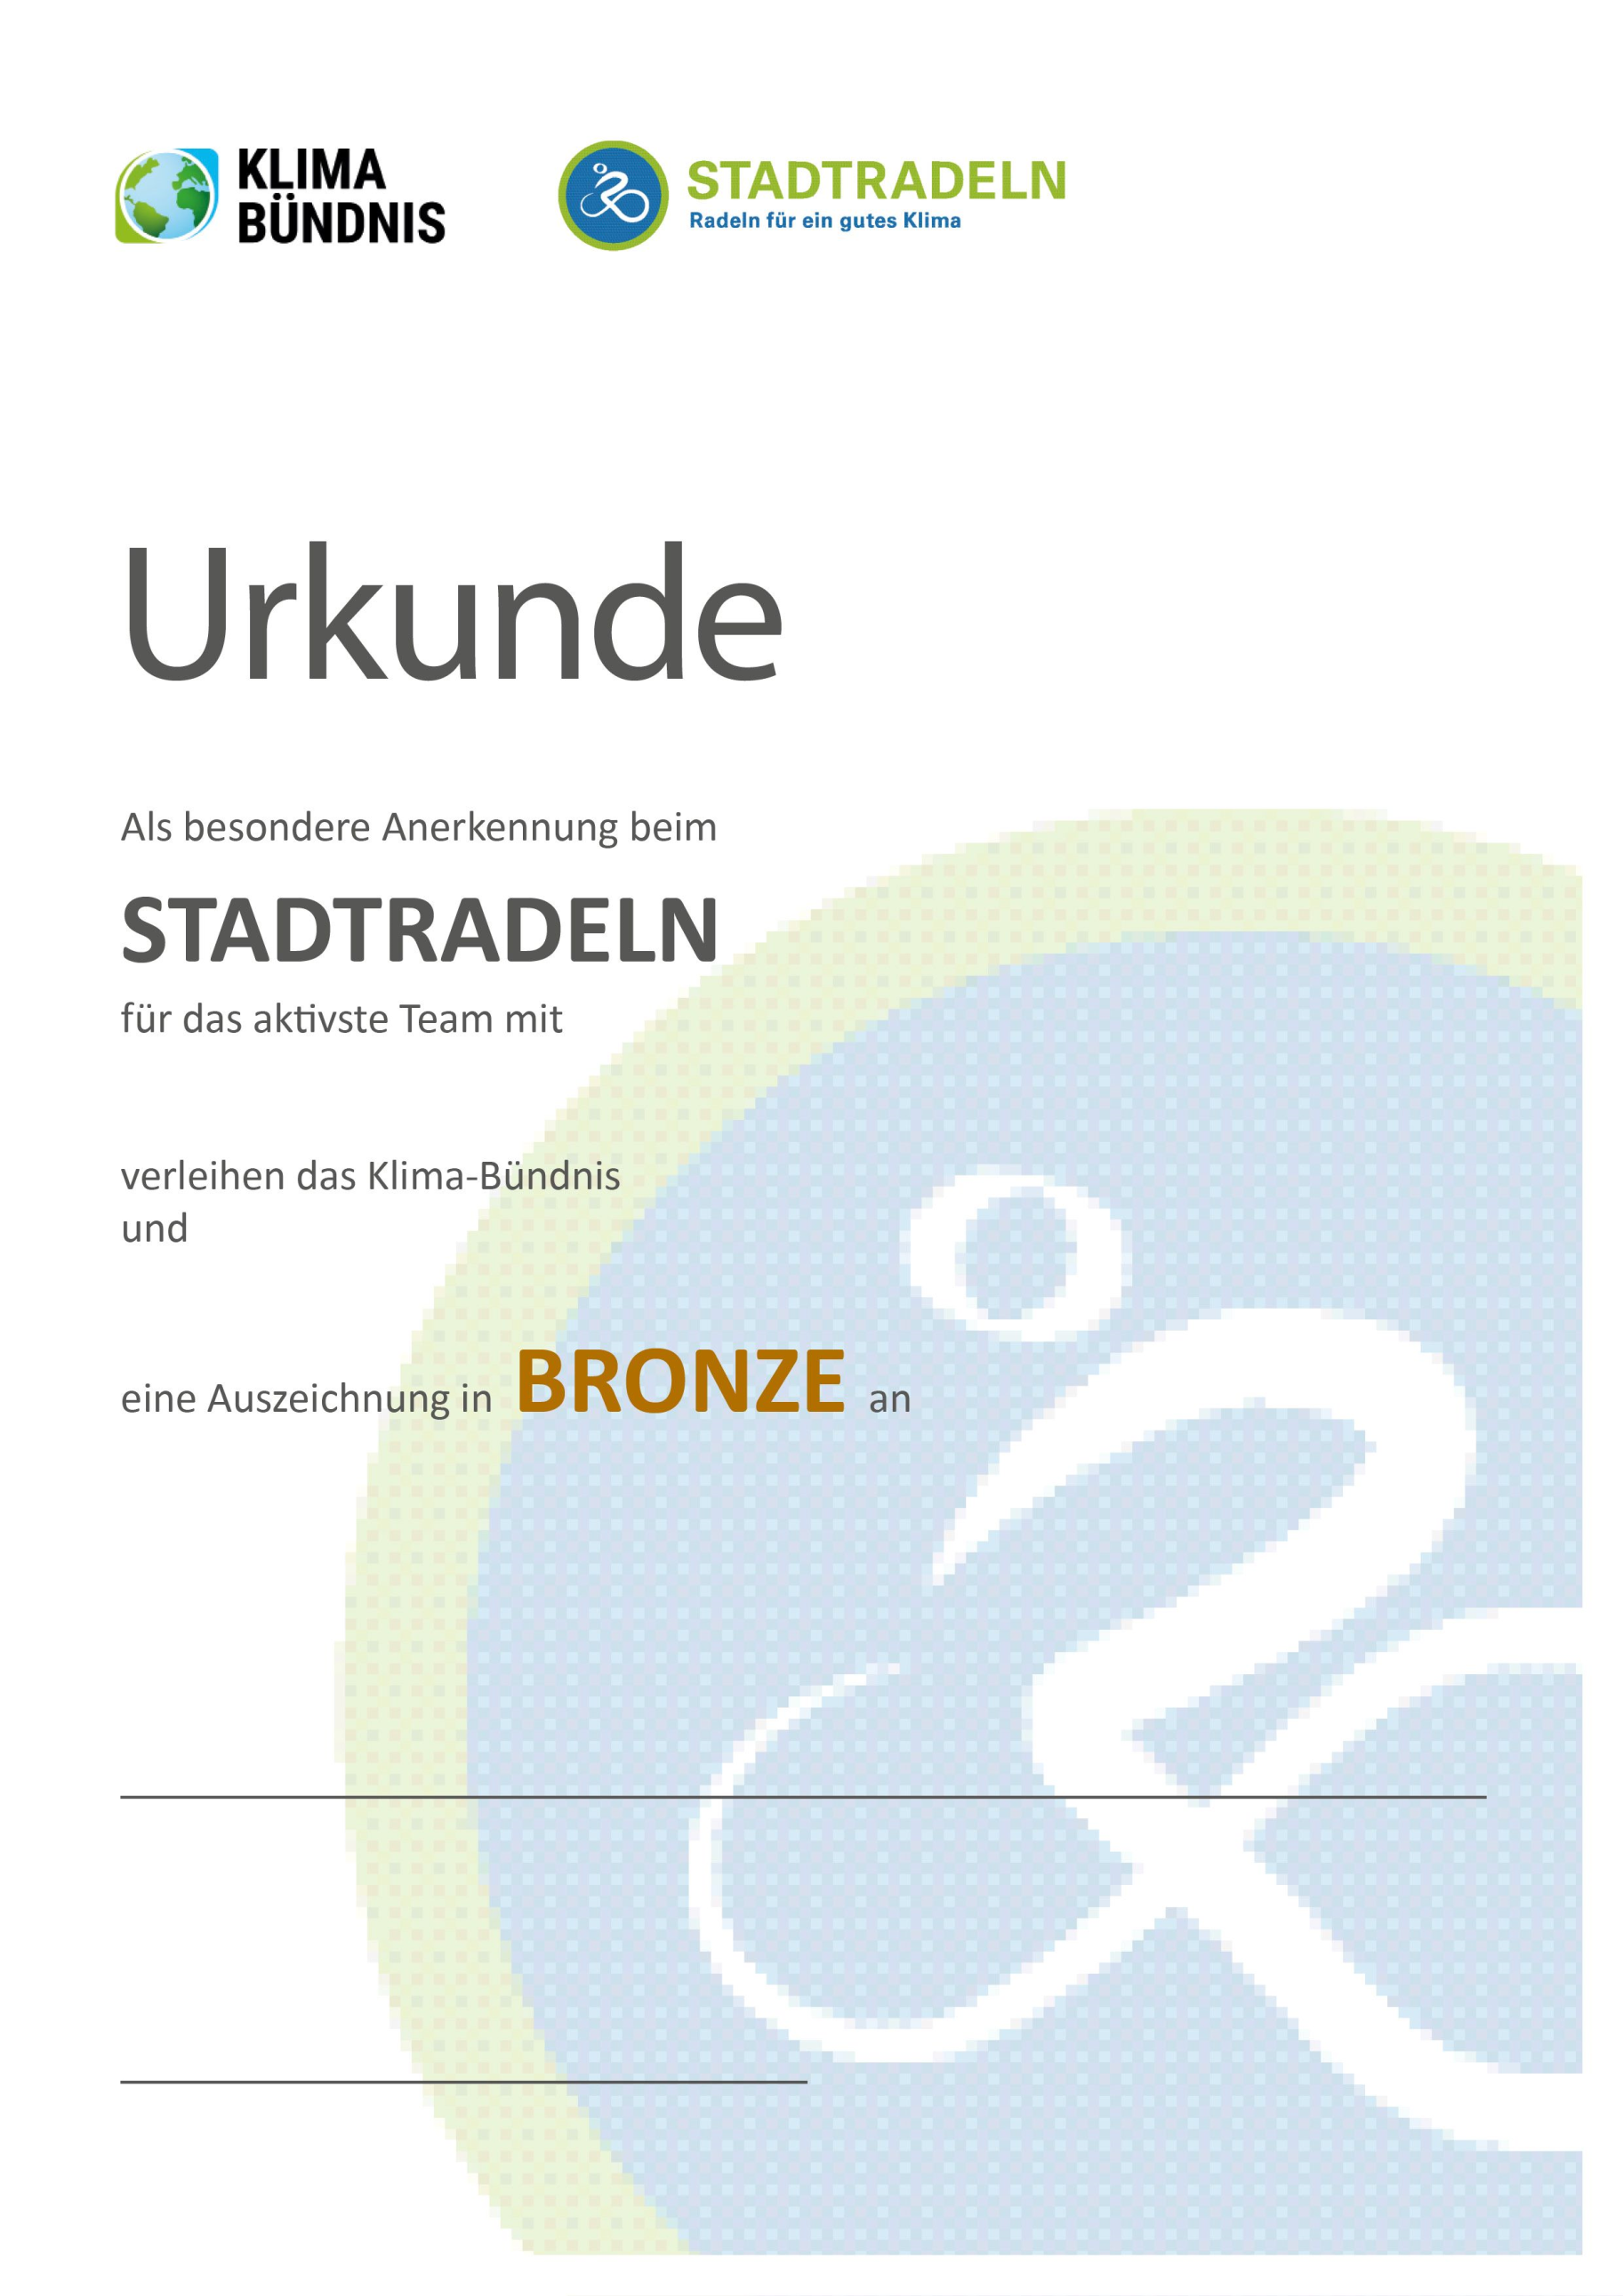 KLIMA
BÜNDNIS
STADTRADELN
Radeln für ein gutes Klima
Urkunde
Als besondere Anerkennung beim
STADTRADELN
für das aktivste Team mit
verleihen das Klima-Bündnis
und
eine Auszeichnung in BRONZE an